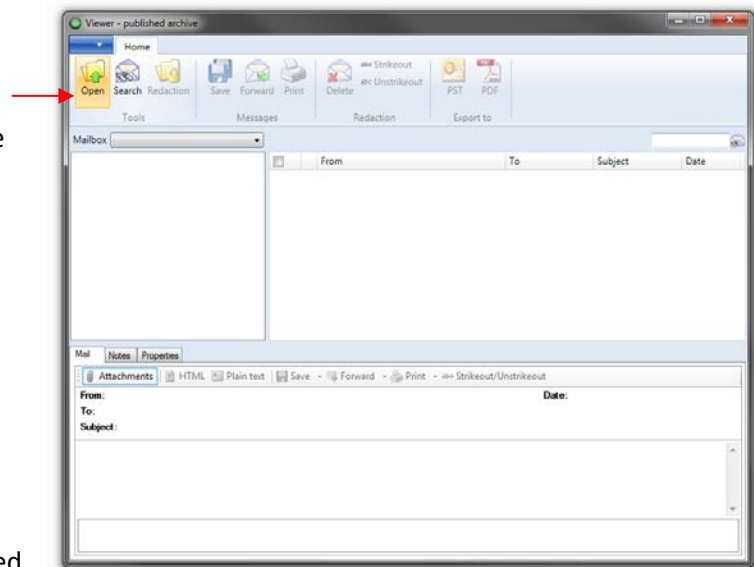 Viewer - published archive
Home
Open Search Redaction Save Forward Print Delete Strikeout Unstrikeout PST PDF
Tools Messages Redaction Export to
e
Mailbox
From To Subject Date
Mail Notes Properties
Attachments HTML Plain text Save Forward Print Strikeout/Unstrikeout
From: Date:
To:
Subject:
ed